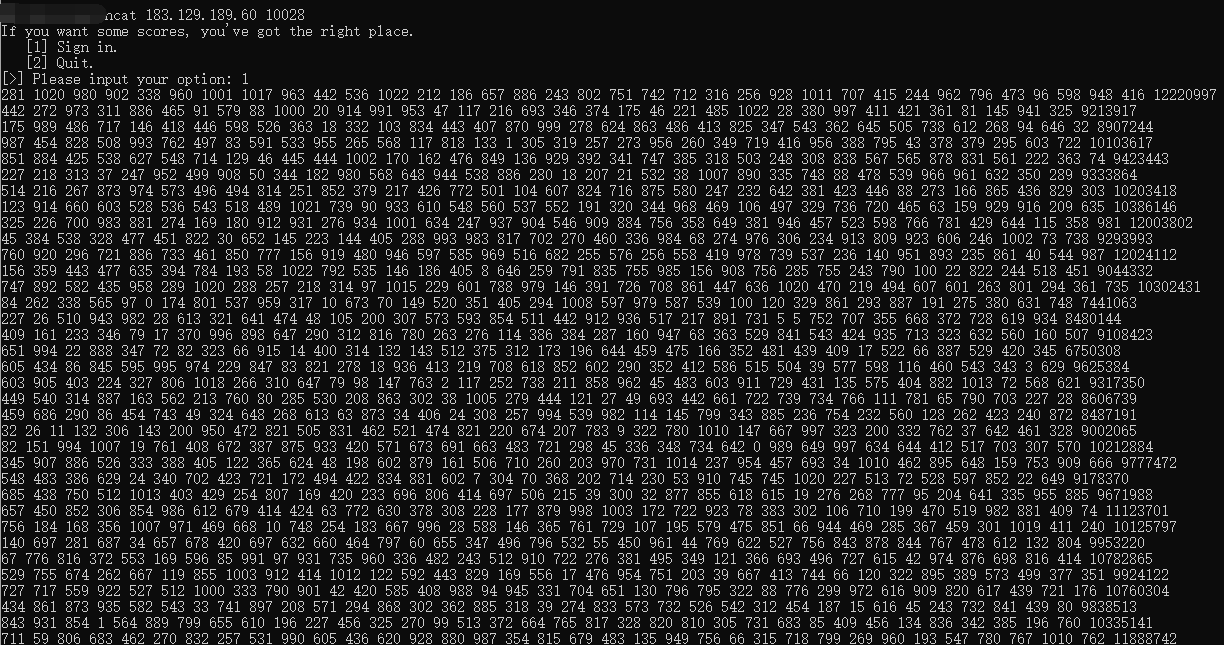 ncat 183.129.189.60 10028
If you want some scores, you've got the right place.
[1] Sign in.
[2] Quit.
[>] Please input your option: 1
281 1020 980 902 338 960 1001 1017 963 442 536 1022 212 186 657 886 243 802 751 742 712 316 256 928 1011 707 415 244 962 796 473 96 598 948 416 12220997
442 272 973 311 886 465 91 579 88 1000 20 914 991 953 47 117 216 693 346 374 175 46 221 485 1022 28 380 997 411 421 361 81 145 941 325 9213917
175 989 486 717 146 418 446 598 526 363 18 332 103 834 443 407 870 999 278 624 863 486 413 825 347 543 362 645 505 738 612 268 94 646 32 8907244
987 454 828 508 993 762 497 83 591 533 955 265 568 117 818 133 1 305 319 257 273 956 260 349 719 416 956 388 795 43 378 379 295 603 722 10103617
851 884 425 538 627 548 714 129 46 445 444 1002 170 162 476 849 136 929 392 341 747 385 318 503 248 308 838 567 565 878 831 561 222 363 74 9423443
227 218 313 37 247 952 499 908 50 344 182 980 568 648 944 538 886 280 18 207 21 532 38 1007 890 335 748 88 478 539 966 961 632 350 289 9333864
514 216 267 873 974 573 496 494 814 251 852 379 217 426 772 501 104 607 824 716 875 580 247 232 642 381 423 446 88 273 166 865 436 829 303 10203418
123 914 660 603 528 536 543 518 489 1021 739 90 933 610 548 560 537 552 191 320 344 968 469 106 497 329 736 720 465 63 159 929 916 209 635 10386146
325 226 700 983 881 274 169 180 912 931 276 934 1001 634 247 937 904 546 909 884 756 358 649 381 946 457 523 598 766 781 429 644 115 358 981 12003802
45 384 538 328 477 451 822 30 652 145 223 144 405 288 993 983 817 702 270 460 336 984 68 274 976 306 234 913 809 923 606 246 1002 73 738 9293993
760 920 296 721 886 733 461 850 777 156 919 480 946 597 585 969 516 682 255 576 256 558 419 978 739 537 236 140 951 893 235 861 40 544 987 12024112
156 359 443 477 635 394 784 193 58 1022 792 535 146 186 405 8 646 259 791 835 755 985 156 908 756 285 755 243 790 100 22 822 244 518 451 9044332
747 892 582 435 958 289 1020 288 257 218 314 97 1015 229 601 788 979 146 391 726 708 861 447 636 1020 470 219 494 607 601 263 801 294 361 735 10302431
84 262 338 565 97 0 174 801 537 959 317 10 673 70 149 520 351 405 294 1008 597 979 587 539 100 120 329 861 293 887 191 275 380 631 748 7441063
227 26 510 943 982 28 613 321 641 474 48 105 200 307 573 593 854 511 442 912 936 517 217 891 731 5 5 752 707 355 668 372 728 619 934 8480144
409 161 233 346 79 17 370 996 898 647 290 312 816 780 263 276 114 386 384 287 160 947 68 363 529 841 543 424 935 713 323 632 560 160 507 9108423
651 994 22 888 347 72 82 323 66 915 14 400 314 132 143 512 375 312 173 196 644 459 475 166 352 481 439 409 17 522 66 887 529 420 345 6750308
605 434 86 845 595 995 974 229 847 83 821 278 18 936 413 219 708 618 852 602 290 352 412 586 515 504 39 577 598 116 460 543 343 3 629 9625384
603 905 403 224 327 806 1018 266 310 647 79 98 147 763 2 117 252 738 211 858 962 45 483 603 911 729 431 135 575 404 882 1013 72 568 621 9317350
449 540 314 887 163 562 213 760 80 285 530 208 863 302 38 1005 279 444 121 27 49 693 442 661 722 739 734 766 111 781 65 790 703 227 28 8606739
459 686 290 86 454 743 49 324 648 268 613 63 873 34 406 24 308 257 994 539 982 114 145 799 343 885 236 754 232 560 128 262 423 240 872 8487191
32 26 11 132 306 143 200 950 472 821 505 831 462 521 474 821 220 674 207 783 9 322 780 1010 147 667 997 323 200 332 762 37 642 461 328 9002065
82 151 994 1007 19 761 408 672 387 875 933 420 571 673 691 663 483 721 298 45 336 348 734 642 0 989 649 997 634 644 412 517 703 307 570 10212884
345 907 886 526 333 388 405 122 365 624 48 198 602 879 161 506 710 260 203 970 731 1014 237 954 457 693 34 1010 462 895 648 159 753 909 666 9777472
548 483 386 629 24 340 702 423 721 172 494 422 834 881 602 7 304 70 368 202 714 230 53 910 745 745 1020 227 513 72 528 597 852 22 649 9178370
685 438 750 512 1013 403 429 254 807 169 420 233 696 806 414 697 506 215 39 300 32 877 855 618 615 19 276 268 777 95 204 641 335 955 885 9671988
657 450 852 306 854 986 612 679 414 424 63 772 630 378 308 228 177 879 998 1003 172 722 923 78 383 302 106 710 199 470 519 982 881 409 74 11123701
756 184 168 356 1007 971 469 668 10 748 254 183 667 996 28 588 146 365 761 729 107 195 579 475 851 66 944 469 285 367 459 301 1019 411 240 10125797
140 697 281 687 34 657 678 420 697 632 660 464 797 60 655 347 496 796 532 55 450 961 44 769 622 527 756 843 878 844 767 478 612 132 804 9953220
67 776 816 372 553 169 596 85 991 97 931 735 960 336 482 243 512 910 722 276 381 495 349 121 366 693 496 727 615 42 974 876 698 816 414 10782865
529 755 674 262 667 119 855 1003 912 414 1012 122 592 443 829 169 556 17 476 954 751 203 39 667 413 744 66 120 322 895 389 573 499 377 351 9924122
727 717 559 922 527 512 1000 333 790 901 42 420 585 408 988 94 945 331 704 651 130 796 795 322 88 776 299 972 616 909 820 617 439 721 176 10760304
434 861 873 935 582 543 33 741 897 208 571 294 868 302 362 885 318 39 274 833 573 732 526 542 312 454 187 15 616 45 243 732 841 439 80 9838513
843 931 854 1 564 889 799 655 610 196 227 456 325 270 99 513 372 664 765 817 328 820 810 305 731 683 85 409 456 134 836 342 385 196 760 10335141
711 59 806 683 462 270 832 257 531 990 605 436 620 928 880 987 354 815 679 483 135 949 756 66 315 718 799 269 960 193 547 780 767 1010 762 11888742